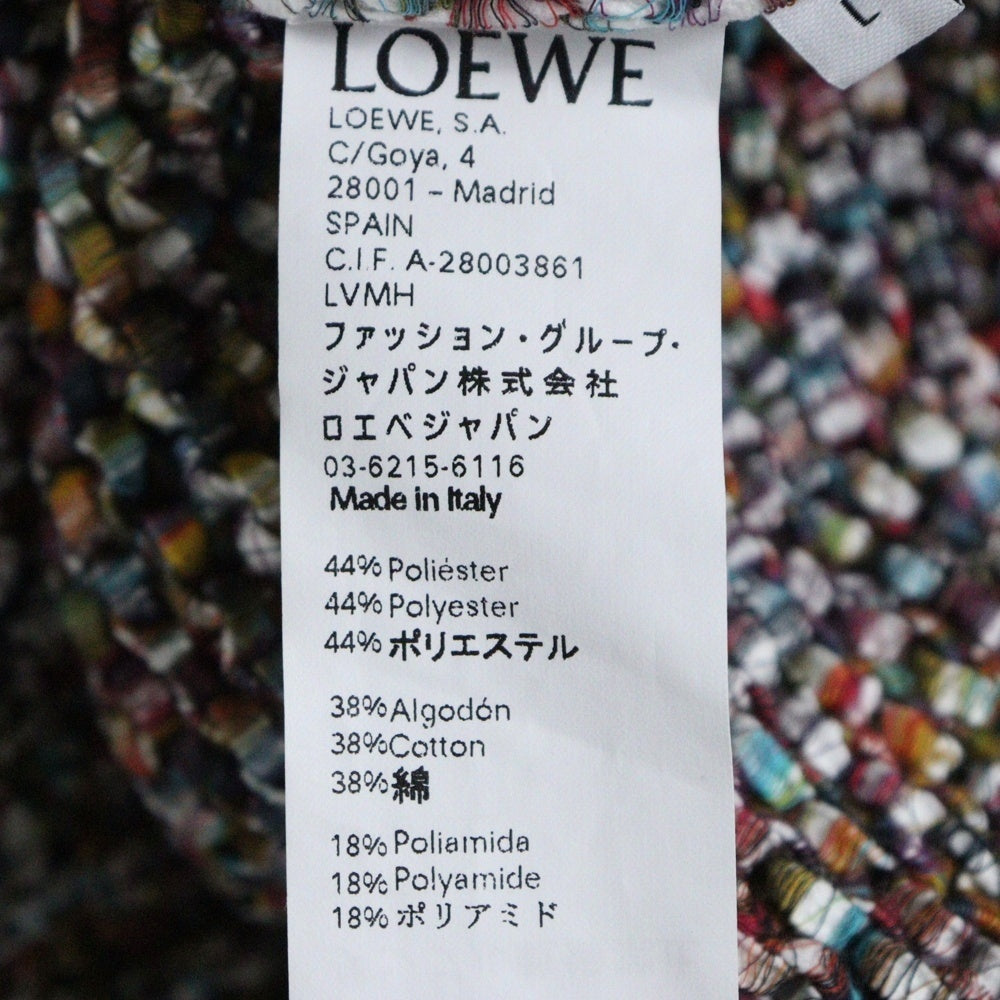 LOEWE
LOEWE, S.A.
C/Goya, 4
28001 – Madrid
SPAIN
C.I.F. A-28003861
LVMH
ファッション・グループ・
ジャパン株式会社
ロエベジャパン
03-6215-6116
Made in Italy
44% Poliéster
44% Polyester
44% ポリエステル
38% Algodón
38% Cotton
38% 綿
18% Poliamida
18% Polyamide
18% ポリアミド
L